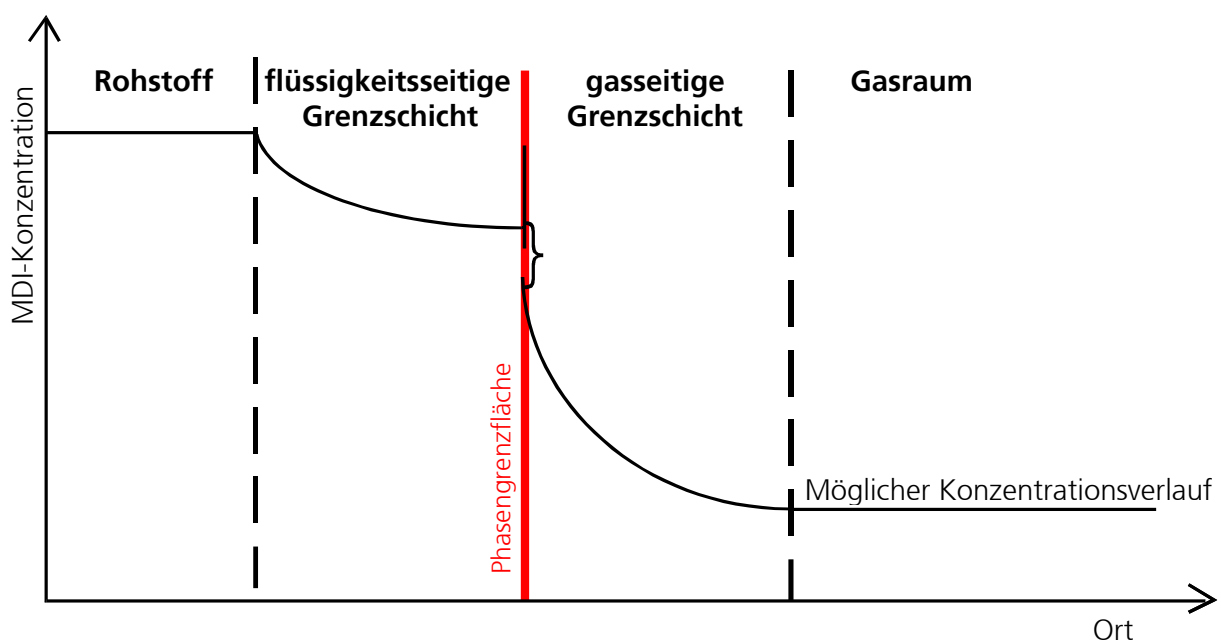 Rohstoff
flüssigkeitsseitige
Grenzschicht
gasseitige
Grenzschicht
Gasraum
MDI-Konzentration
Phasengrenzfläche
Möglicher Konzentrationsverlauf
Ort